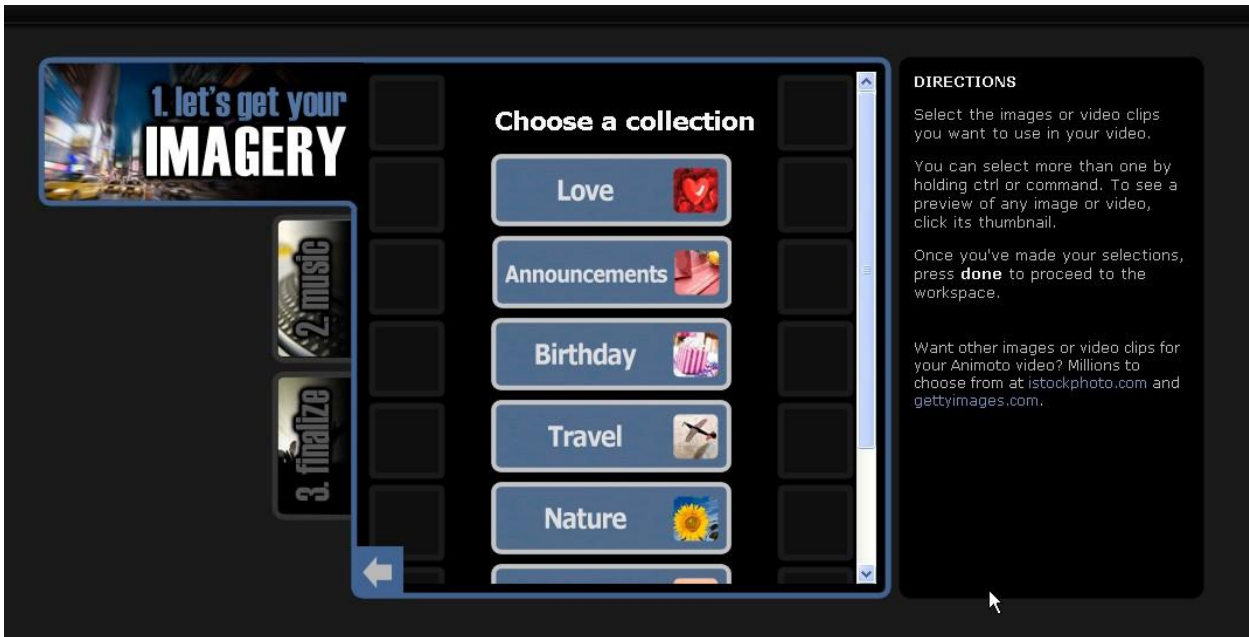 1. let's get your
IMAGERY
2. music
3. finalize
Choose a collection
Love
Announcements
Birthday
Travel
Nature
DIRECTIONS
Select the images or video clips
you want to use in your video.
You can select more than one by
holding ctrl or command. To see a
preview of any image or video,
click its thumbnail.
Once you've made your selections,
press done to proceed to the
workspace.
Want other images or video clips for
your Animoto video? Millions to
choose from at istockphoto.com and
gettyimages.com.